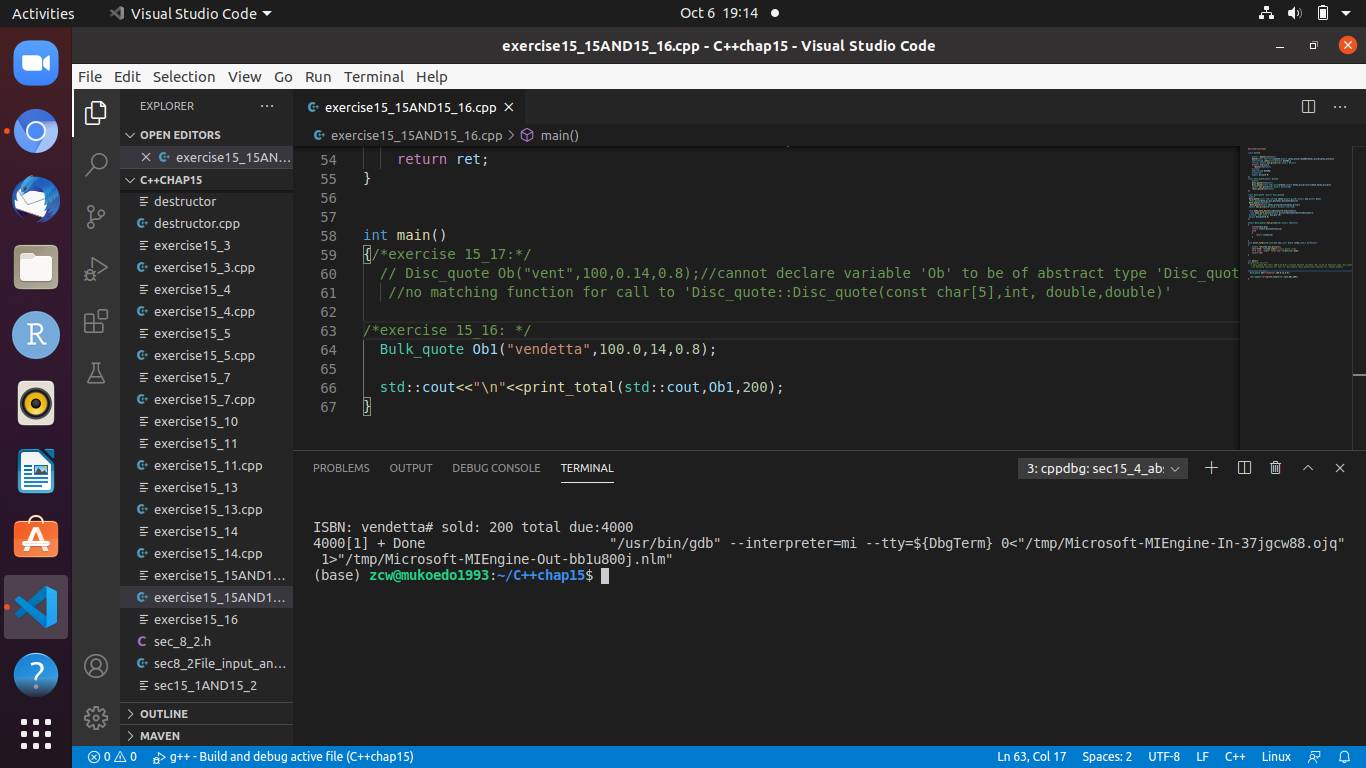 Activities
Visual Studio Code
Oct 6 19:14
exercise15_15AND15_16.cpp - C++chap15 - Visual Studio Code
File Edit Selection View Go Run Terminal Help
EXPLORER
OPEN EDITORS
exercise15_15AN...
C++CHAP15
destructor
destructor.cpp
exercise15_3
exercise15_3.cpp
exercise15_4
exercise15_4.cpp
exercise15_5
exercise15_5.cpp
exercise15_7
exercise15_7.cpp
exercise15_10
exercise15_11
exercise15_11.cpp
exercise15_13
exercise15_13.cpp
exercise15_14
exercise15_14.cpp
exercise15_15AND1...
exercise15_15AND1...
exercise15_16
C sec_8_2.h
sec8_2File_input_an...
sec15_1AND15_2
OUTLINE
MAVEN
exercise15_15AND15_16.cpp
exercise15_15AND15_16.cpp > main()
54 return ret;
55 }
56
57
58 int main()
59 {/*exercise 15_17:*/
60 // Disc_quote Ob("vent",100,0.14,0.8);//cannot declare variable 'Ob' to be of abstract type 'Disc_quot
61 //no matching function for call to 'Disc_quote::Disc_quote(const char[5],int, double,double)'
62
63 /*exercise 15_16: */
64 Bulk_quote Ob1("vendetta",100.0,14,0.8);
65
66 std::cout<<"\n"<<print_total(std::cout,Ob1,200);
67 }
PROBLEMS OUTPUT DEBUG CONSOLE TERMINAL
3: cppdbg: sec15_4_ab
ISBN: vendetta# sold: 200 total due:4000
4000[1] + Done "/usr/bin/gdb" --interpreter=mi --tty=${DbgTerm} 0<"/tmp/Microsoft-MIEngine-In-37jgcw88.ojq"
1>"/tmp/Microsoft-MIEngine-Out-bb1u800j.nlm"
(base) zcw@mukoedo1993:~/C++chap15$
0 0 g++ - Build and debug active file (C++chap15)
Ln 63, Col 17 Spaces: 2 UTF-8 LF C++ Linux